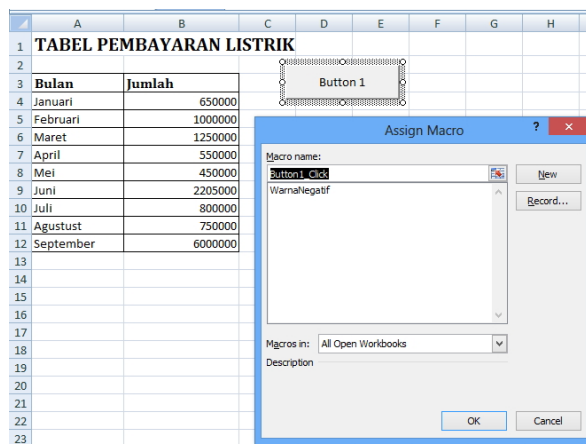 A B C D E F G H
1 TABEL PEMBAYARAN LISTRIK
2
Button 1
3 Bulan Jumlah
4 Januari 650000
5 Februari 1000000
6 Maret 1250000
7 April 550000
8 Mei 450000
9 Juni 2205000
10 Juli 800000
11 Agustust 750000
12 September 6000000
13
14
15
16
17
18
19
20
21
22
23
Assign Macro ? ×
Macro name:
Button1_Click
New
WarnaNegatif
Record...
Macros in: All Open Workbooks
Description
OK Cancel